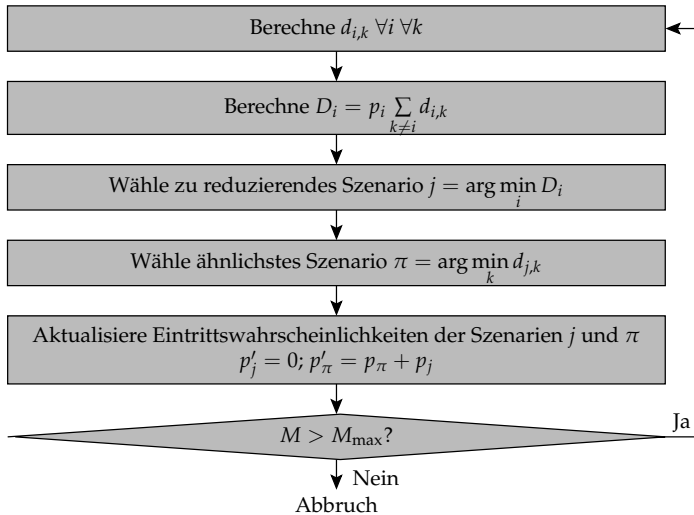 Berechne d_{i,k} ∀i ∀k
Berechne D_i = p_i ∑_{k≠i} d_{i,k}
Wähle zu reduzierendes Szenario j = arg min_i D_i
Wähle ähnlichstes Szenario π = arg min_k d_{j,k}
Aktualisiere Eintrittswahrscheinlichkeiten der Szenarien j und π
p′_j = 0; p′_π = p_π + p_j
M > M_max?
Ja
Nein
Abbruch